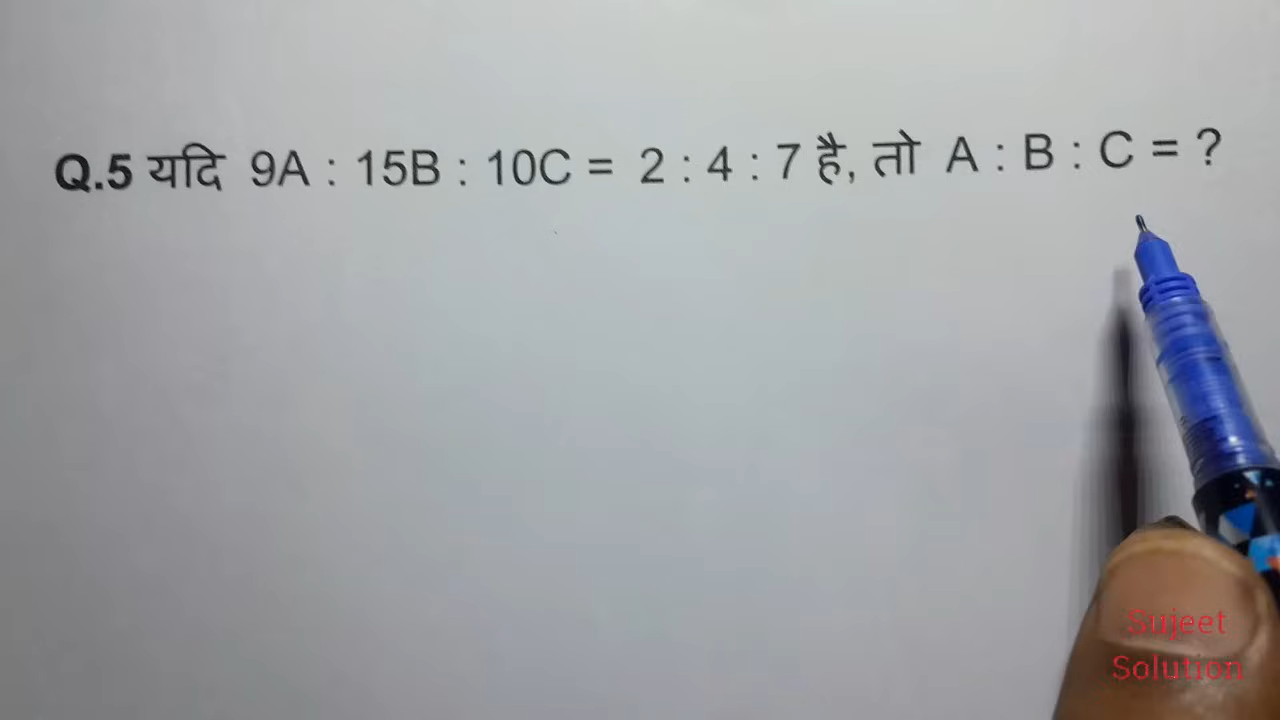 Q.5 यदि 9A : 15B : 10C = 2 : 4 : 7 है, तो A : B : C = ?
Sujeet
Solution